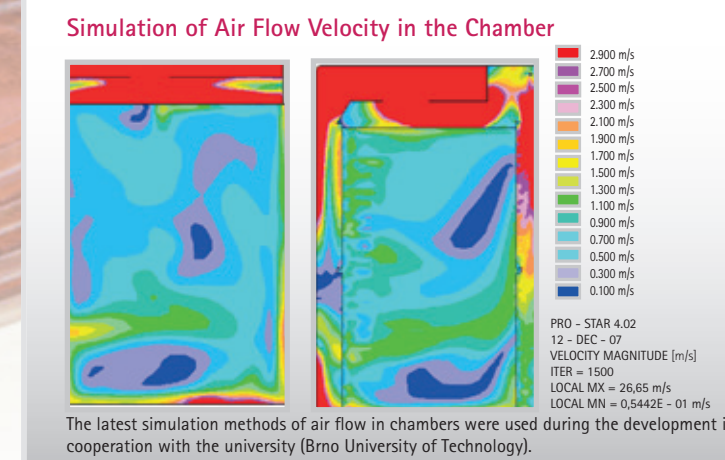 Simulation of Air Flow Velocity in the Chamber
2.900 m/s
2.700 m/s
2.500 m/s
2.300 m/s
2.100 m/s
1.900 m/s
1.700 m/s
1.500 m/s
1.300 m/s
1.100 m/s
0.900 m/s
0.700 m/s
0.500 m/s
0.300 m/s
0.100 m/s
PRO - STAR 4.02
12 - DEC - 07
VELOCITY MAGNITUDE [m/s]
ITER = 1500
LOCAL MX = 26,65 m/s
LOCAL MN = 0,5442E - 01 m/s
The latest simulation methods of air flow in chambers were used during the development i
cooperation with the university (Brno University of Technology).